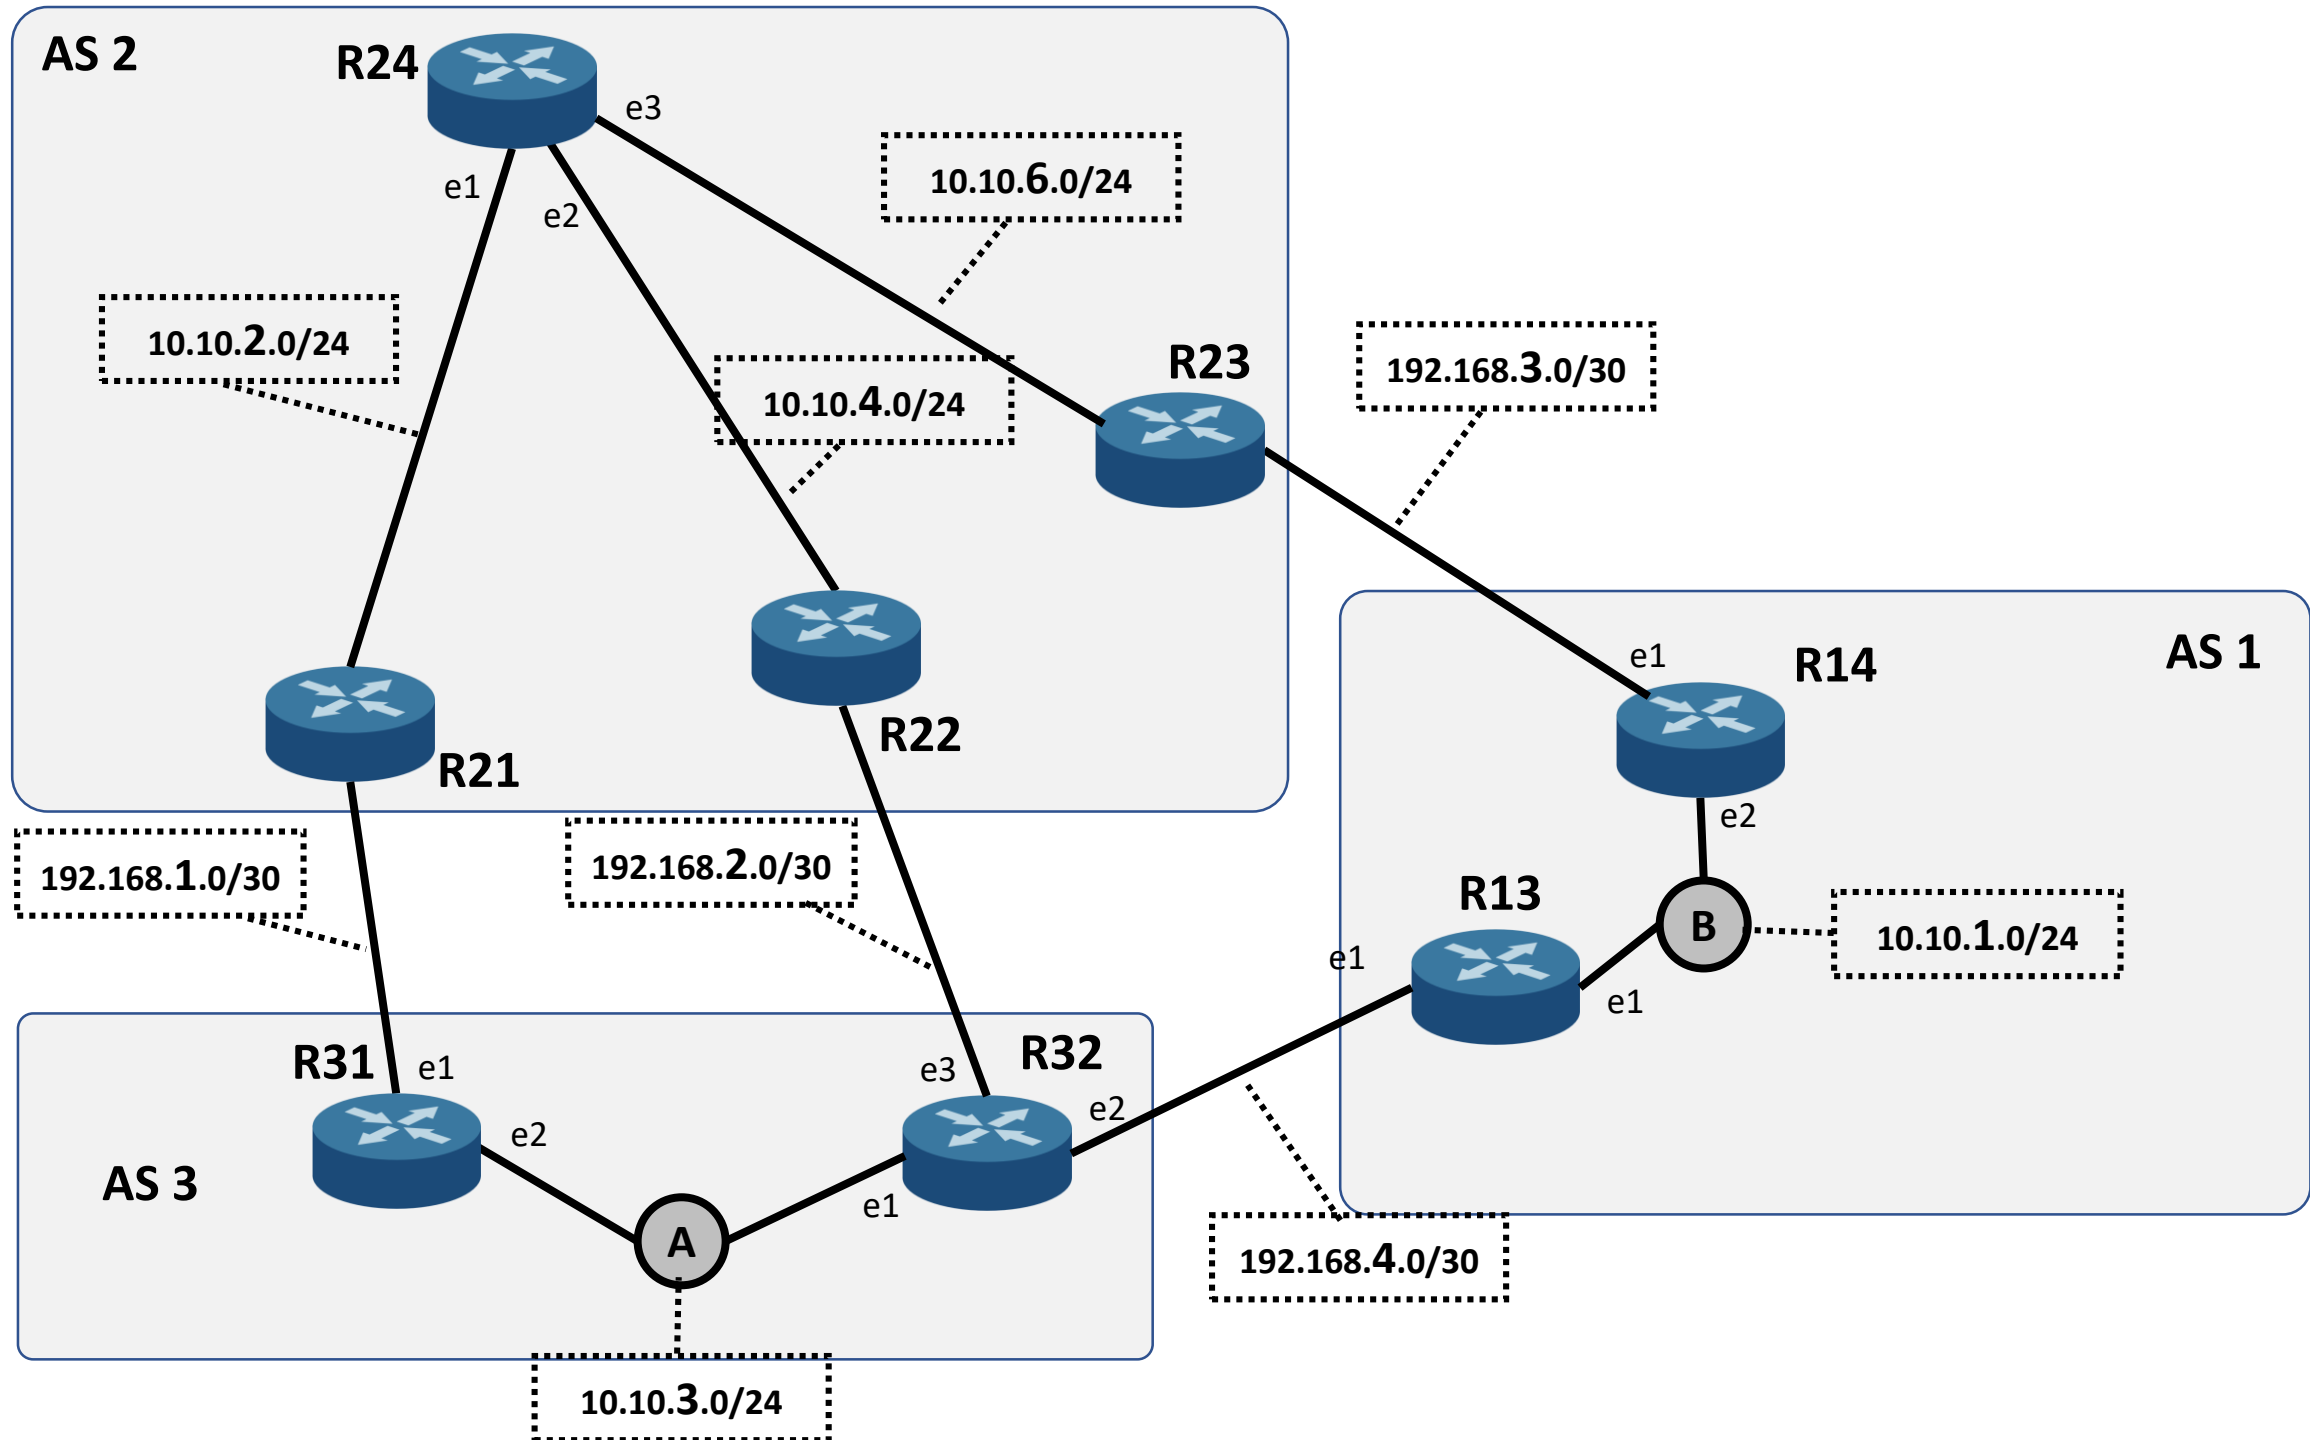 AS 2
R24
e3
e1
e2
10.10.6.0/24
10.10.2.0/24
10.10.4.0/24
R23
192.168.3.0/30
R21
R22
e1
R14
AS 1
e2
192.168.1.0/30
192.168.2.0/30
R13
B
10.10.1.0/24
e1
e1
R31
e1
e3
R32
e2
e2
AS 3
e1
A
192.168.4.0/30
10.10.3.0/24